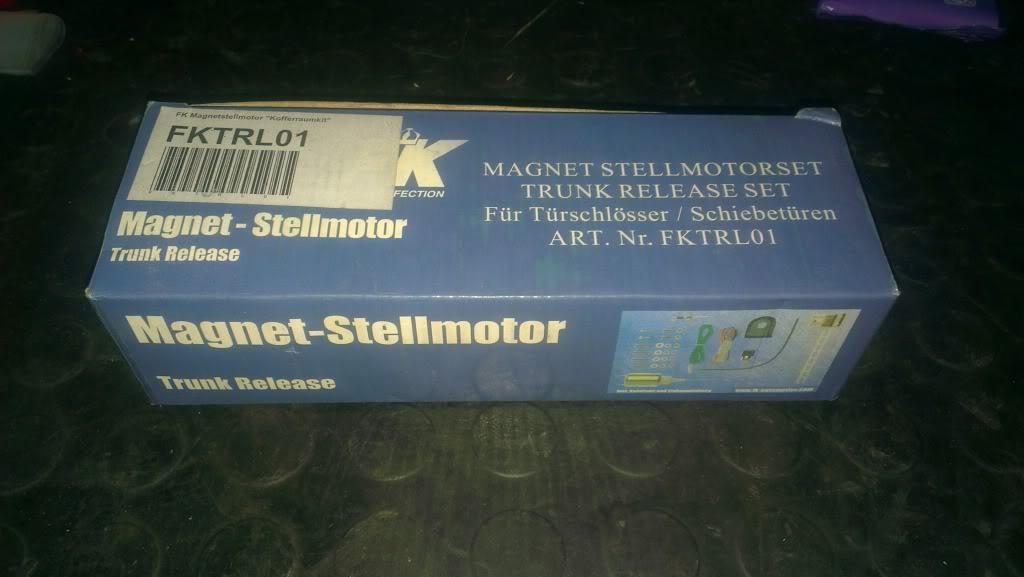 FK Magnetstellmotor "Kofferraumkit"
FKTRL01
K
FECTION
Magnet - Stellmotor
Trunk Release
MAGNET STELLMOTORSET
TRUNK RELEASE SET
Für Türschlösser / Schiebetüren
ART. Nr. FKTRL01
Magnet-Stellmotor
Trunk Release